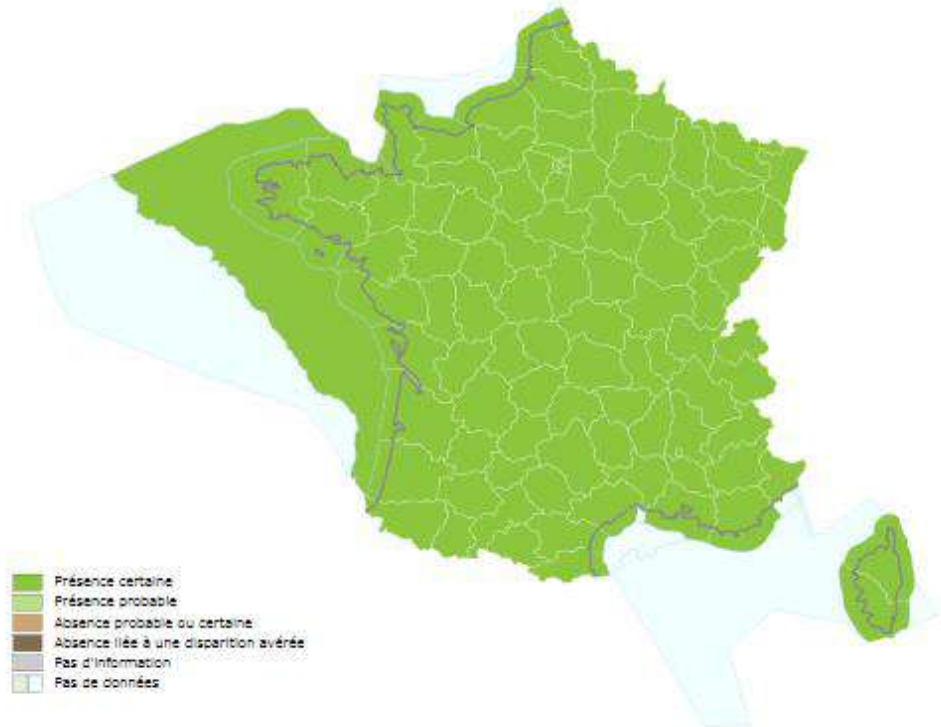 Présence certaine
Présence probable
Absence probable ou certaine
Absence liée à une disparition avérée
Pas d'information
Pas de données